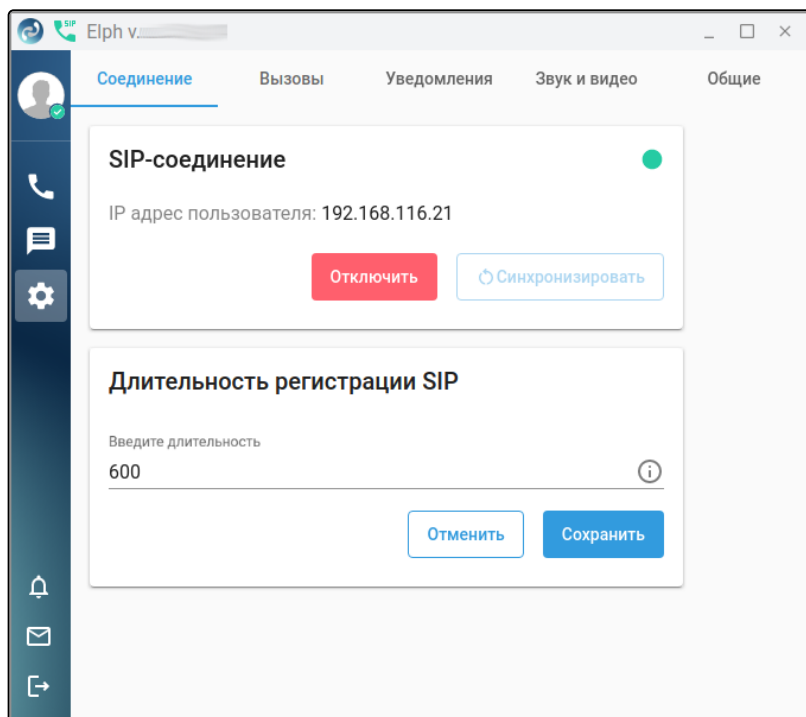 SIP
Elph v.
Соединение
Вызовы
Уведомления
Звук и видео
Общие
SIP-соединение
IP адрес пользователя: 192.168.116.21
Отключить
Синхронизировать
Длительность регистрации SIP
Введите длительность
600
Отменить
Сохранить